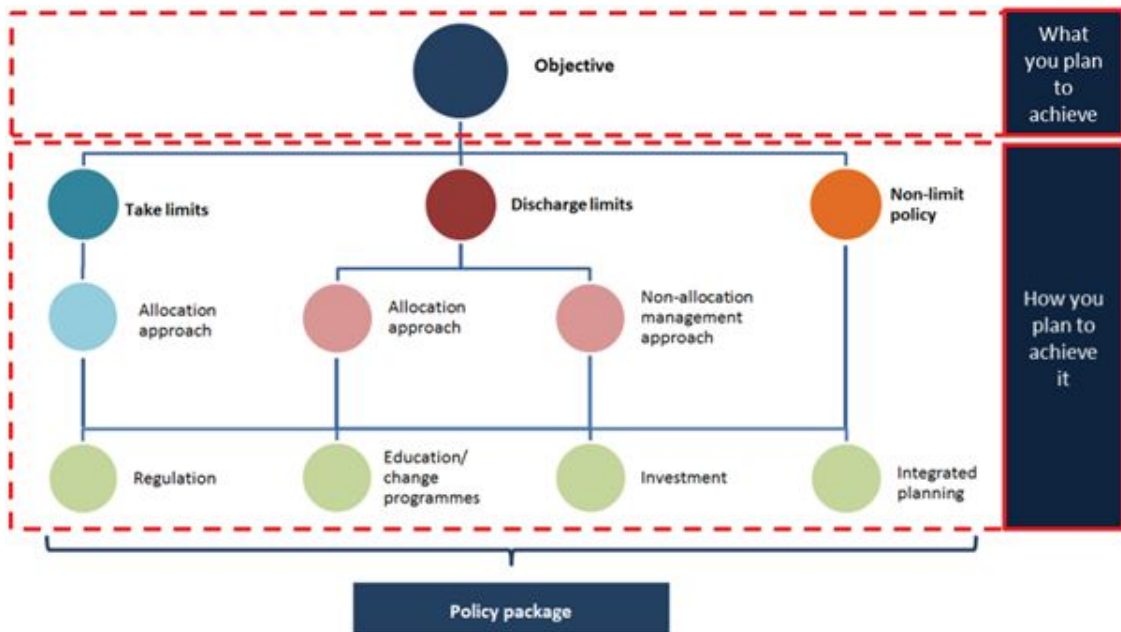 Objective
What
you plan
to
achieve
Take limits
Discharge limits
Non-limit
policy
Allocation
approach
Allocation
approach
Non-allocation
management
approach
How you
plan to
achieve
it
Regulation
Education/
change
programmes
Investment
Integrated
planning
Policy package